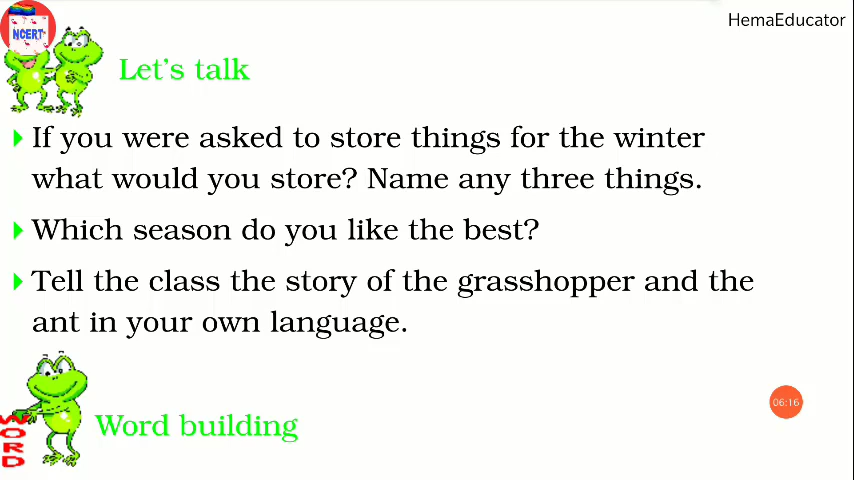 HemaEducator
NCERT
Let's talk
If you were asked to store things for the winter
what would you store? Name any three things.
Which season do you like the best?
Tell the class the story of the grasshopper and the
ant in your own language.
WORD
Word building
06:16